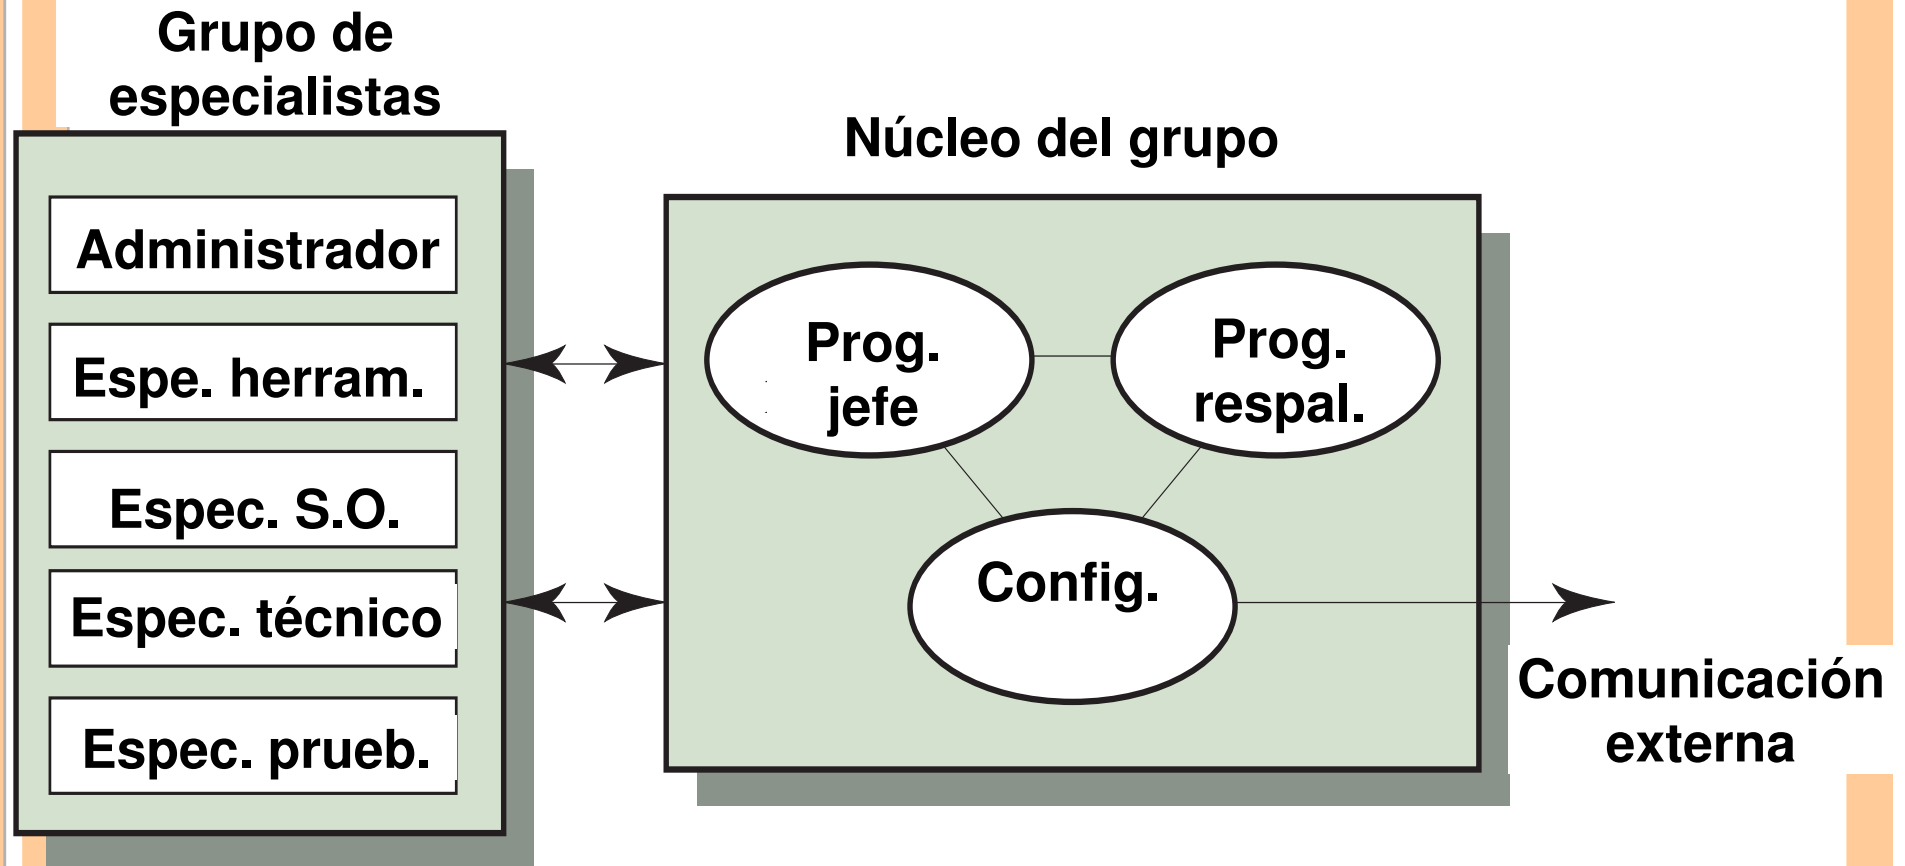 Grupo de
especialistas
Administrador
Espe. herram.
Espec. S.O.
Espec. técnico
Espec. prueb.
Núcleo del grupo
Prog.
jefe
Prog.
respal.
Config.
Comunicación
externa